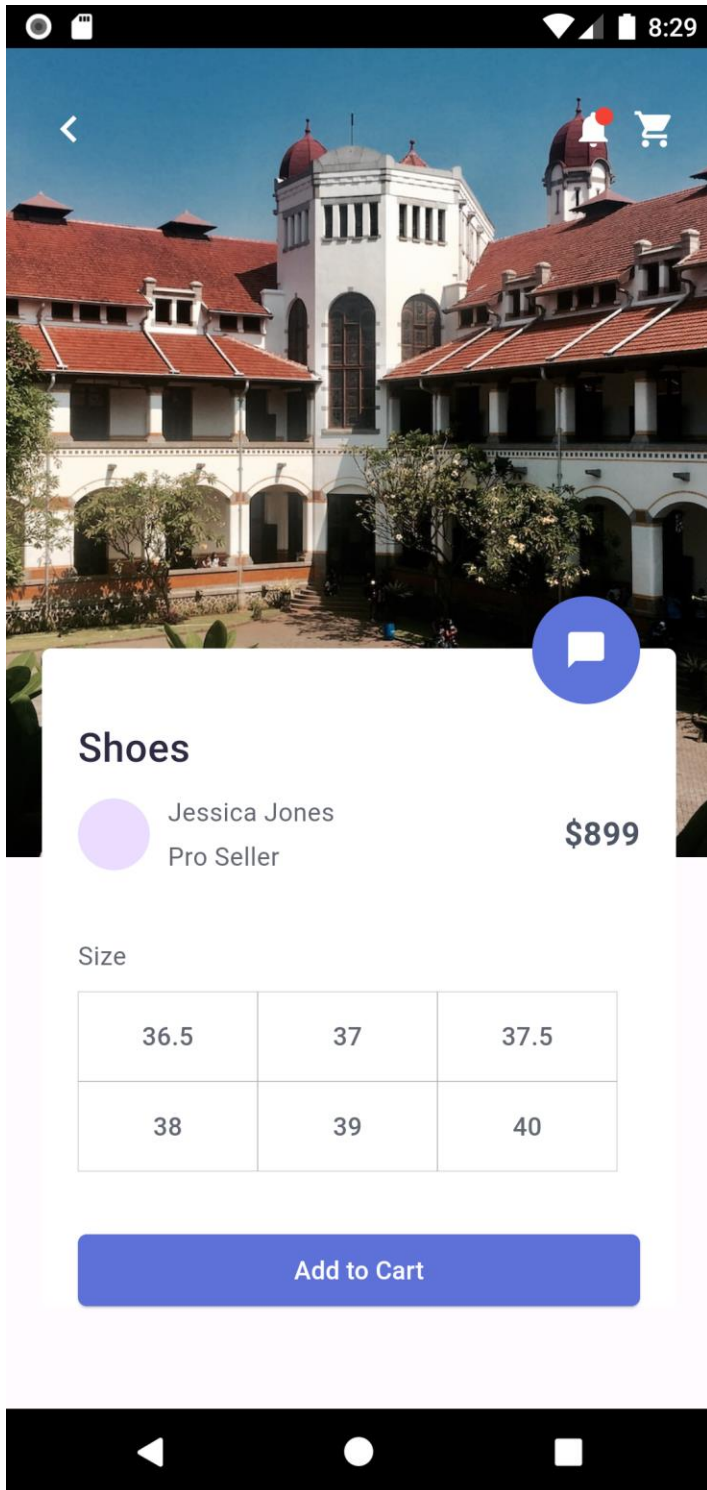 8:29
Shoes
Jessica Jones
Pro Seller
$899
Size
36.5 37 37.5
38 39 40
Add to Cart